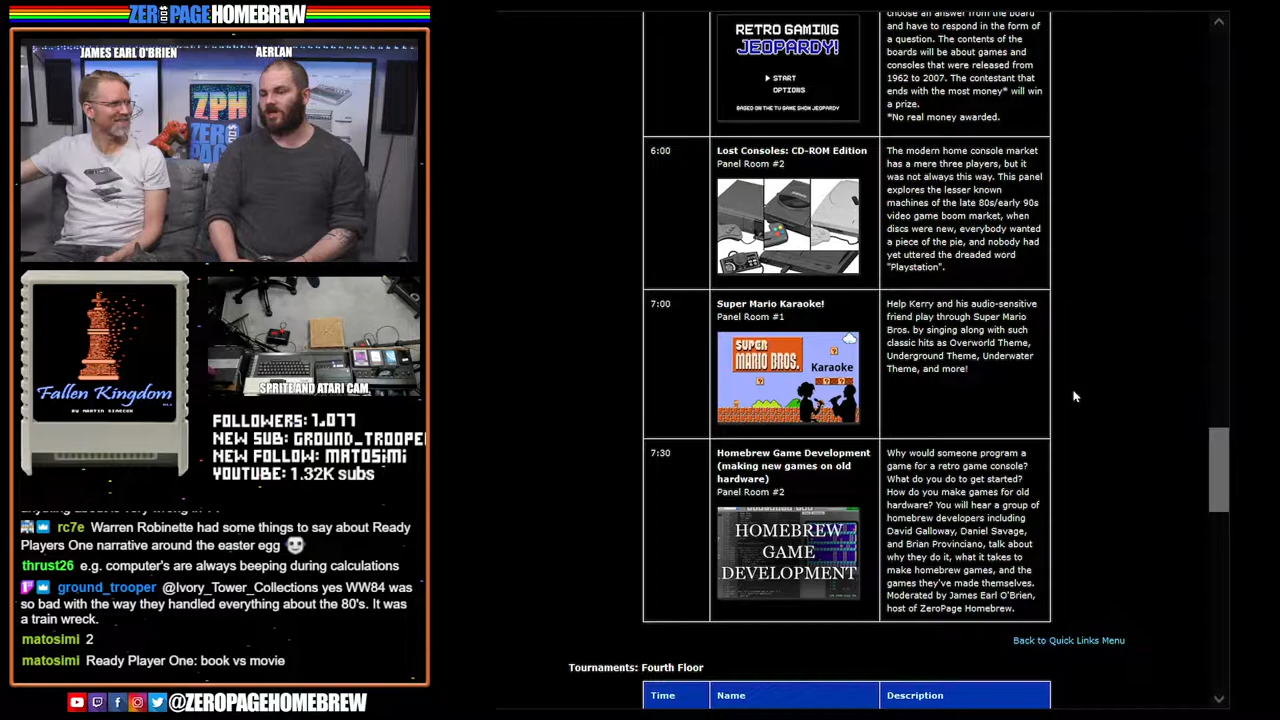 ZERO PAGE HOMEBREW
JAMES EARL O'BRIEN
AERLAN
ZPH
ZERO
PAGE
Fallen Kingdom
BY MARTIN SIMECEK
SPRITE AND ATARI CAM
FOLLOWERS: 1,077
NEW SUB: GROUND_TROOPER
NEW FOLLOW: MATOSIMI
YOUTUBE: 1.32K subs
rc7e Warren Robinette had some things to say about Ready
Players One narrative around the easter egg
thrust26 e.g. computer's are always beeping during calculations
ground_trooper @Ivory_Tower_Collections yes WW84 was
so bad with the way they handled everything about the 80's. It was
a train wreck.
matosimi 2
matosimi Ready Player One: book vs movie
@ZEROPAGEHOMEBREW
RETRO GAMING
JEOPARDY!
START
OPTIONS
BASED ON THE TV GAME SHOW JEOPARDY
choose an answer from the board
and have to respond in the form of
a question. The contents of the
boards will be about games and
consoles that were released from
1962 to 2007. The contestant that
ends with the most money* will win
a prize.
*No real money awarded.
6:00
Lost Consoles: CD-ROM Edition
Panel Room #2
The modern home console market
has a mere three players, but it
was not always this way. This panel
explores the lesser known
machines of the late 80s/early 90s
video game boom market, when
discs were new, everybody wanted
a piece of the pie, and nobody had
yet uttered the dreaded word
"Playstation".
7:00
Super Mario Karaoke!
Panel Room #1
SUPER
MARIO BROS.
Karaoke
Help Kerry and his audio-sensitive
friend play through Super Mario
Bros. by singing along with such
classic hits as Overworld Theme,
Underground Theme, Underwater
Theme, and more!
7:30
Homebrew Game Development
(making new games on old
hardware)
Panel Room #2
HOMEBREW
GAME
DEVELOPMENT
Why would someone program a
game for a retro game console?
What do you do to get started?
How do you make games for old
hardware? You will hear a group of
homebrew developers including
David Galloway, Daniel Savage,
and Brian Provinciano, talk about
why they do it, what it takes to
make homebrew games, and the
games they've made themselves.
Moderated by James Earl O'Brien,
host of ZeroPage Homebrew.
Back to Quick Links Menu
Tournaments: Fourth Floor
Time
Name
Description